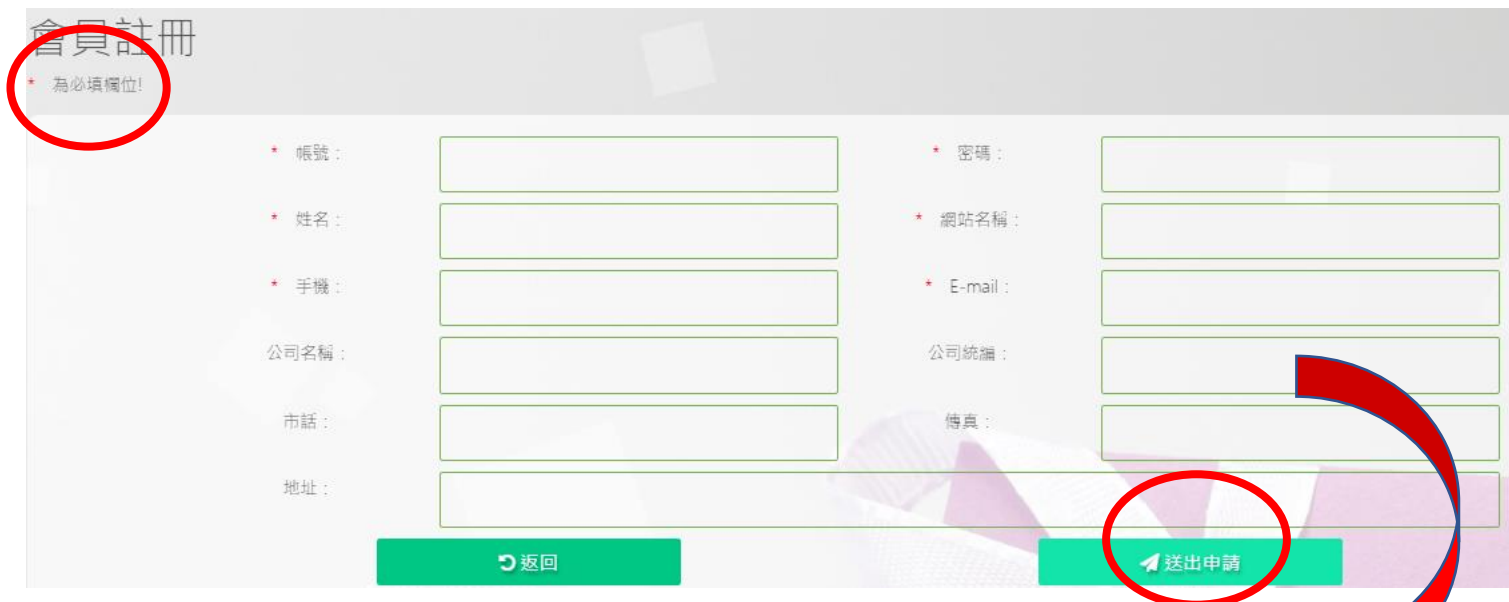 會員註冊
* 為必填欄位!
* 帳號： * 密碼：
* 姓名： * 網站名稱：
* 手機： * E-mail：
公司名稱： 公司統編：
市話： 傳真：
地址：
返回 送出申請